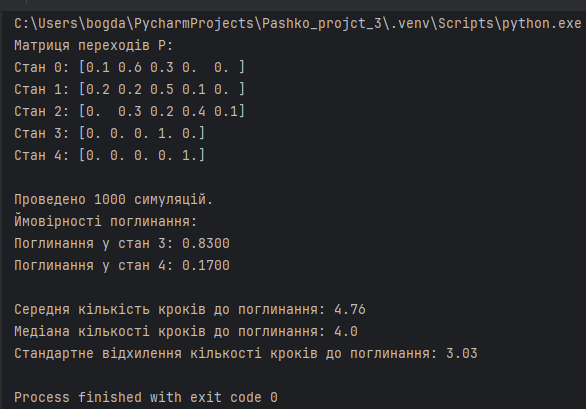 C:\Users\bogda\PycharmProjects\Pashko_projct_3\.venv\Scripts\python.exe
Матриця переходів P:
Стан 0: [0.1 0.6 0.3 0.  0. ]
Стан 1: [0.2 0.2 0.5 0.1 0. ]
Стан 2: [0.  0.3 0.2 0.4 0.1]
Стан 3: [0. 0. 0. 1. 0.]
Стан 4: [0. 0. 0. 0. 1.]
Проведено 1000 симуляцій.
Ймовірності поглинання:
Поглинання у стан 3: 0.8300
Поглинання у стан 4: 0.1700
Середня кількість кроків до поглинання: 4.76
Медіана кількості кроків до поглинання: 4.0
Стандартне відхилення кількості кроків до поглинання: 3.03
Process finished with exit code 0